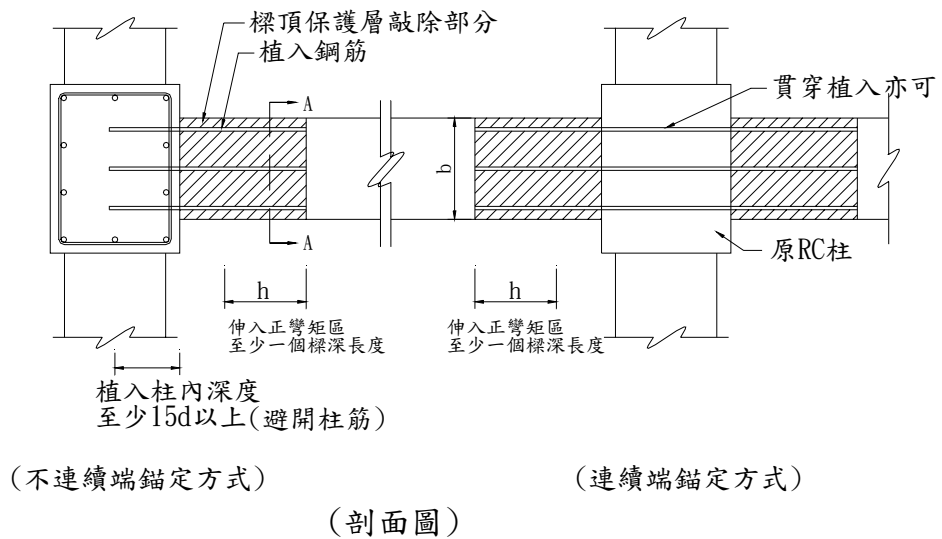 樑頂保護層敲除部分
植入鋼筋
貫穿植入亦可
A
b
A
原RC柱
h
h
伸入正彎矩區
至少一個樑深長度
伸入正彎矩區
至少一個樑深長度
植入柱內深度
至少15d以上(避開柱筋)
(不連續端錨定方式)
(連續端錨定方式)
(剖面圖)